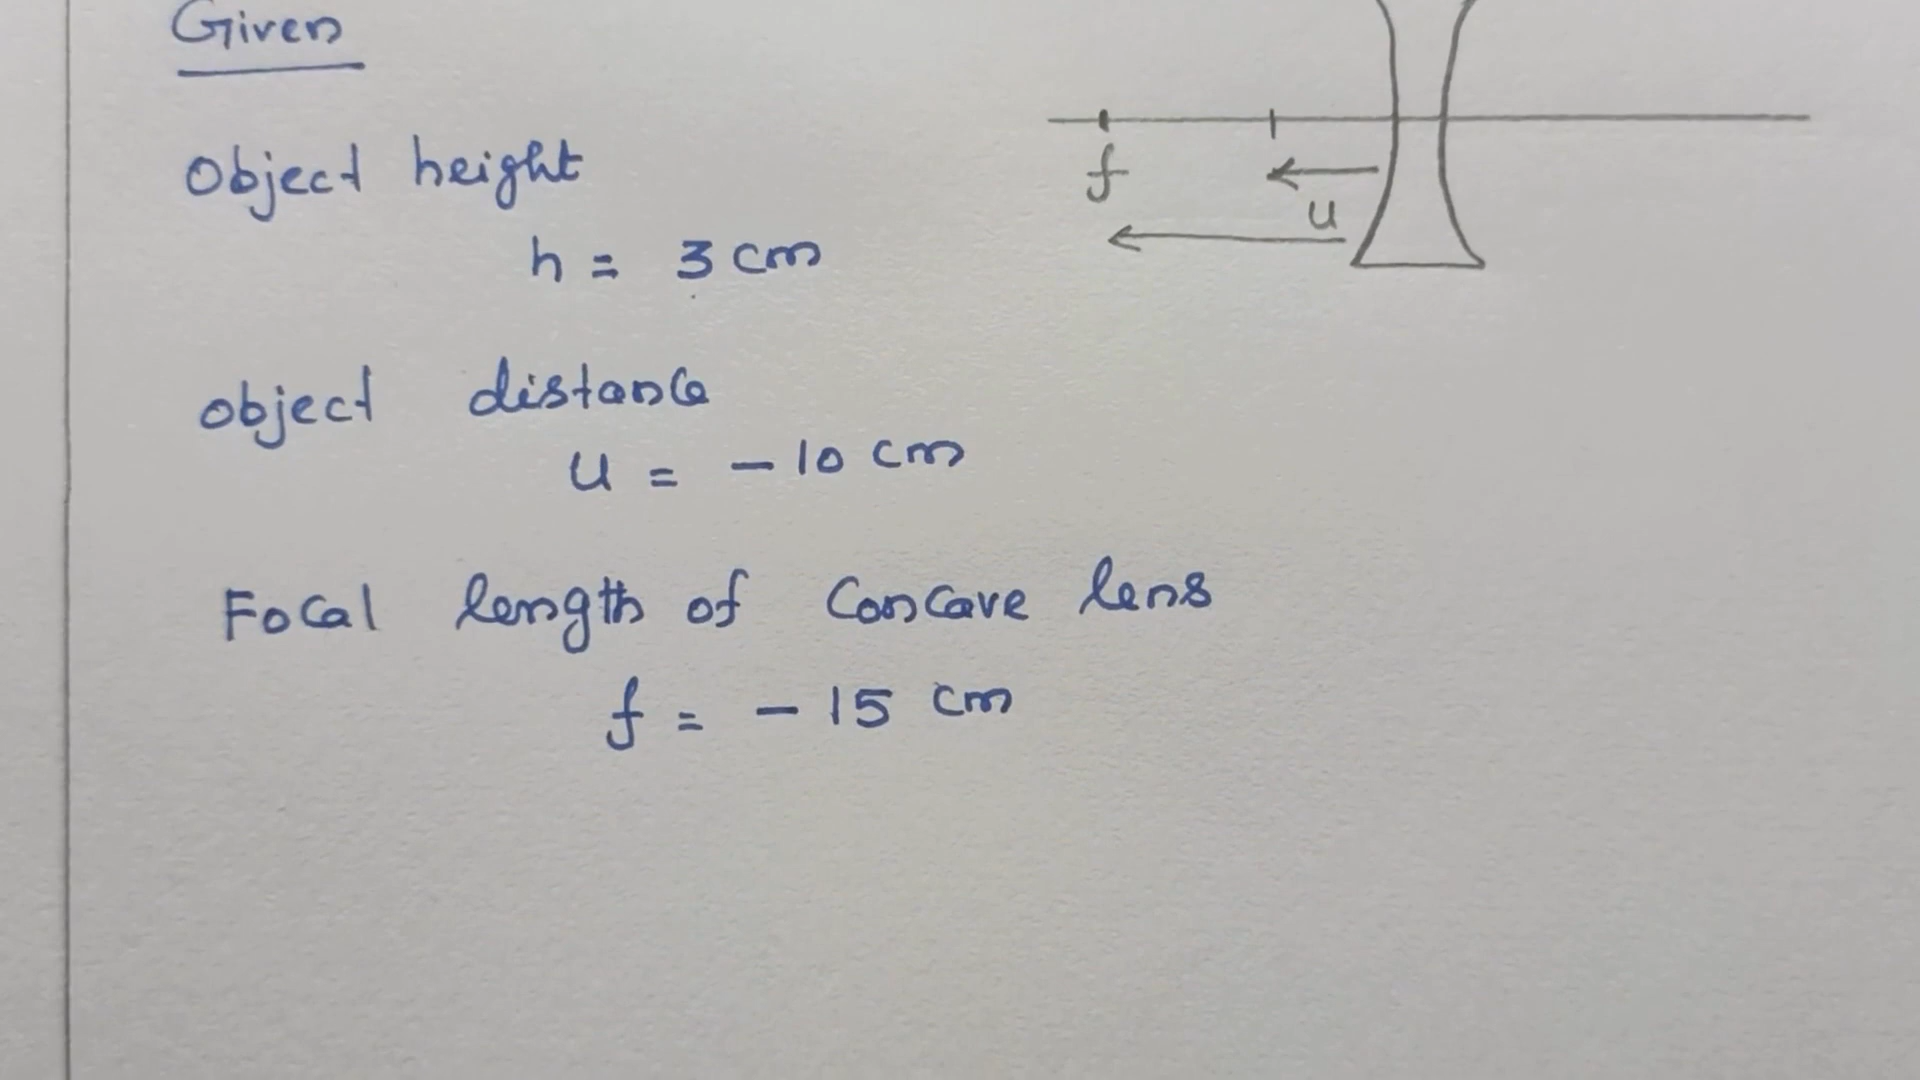 Given
Object height
h = 3 cm
f
u
object distance
u = - 10 cm
Focal length of Concave lens
f = - 15 cm